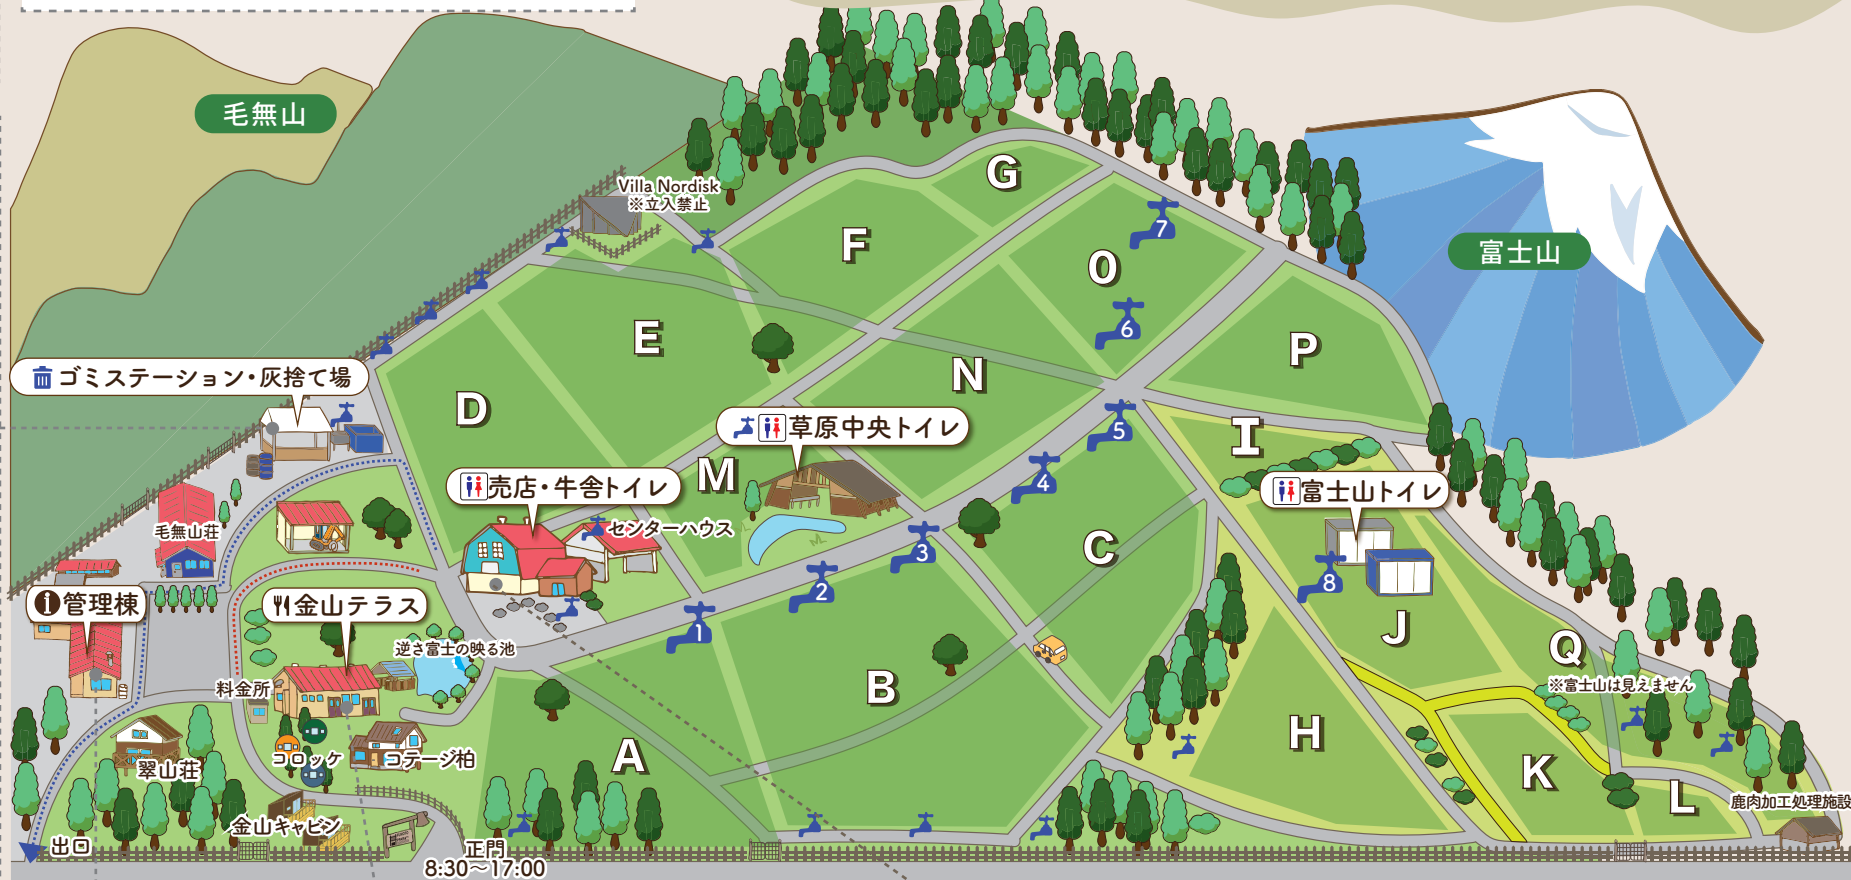 毛無山
富士山
Villa Nordisk
※立入禁止
G
F
O
7
E
6
P
N
D
ゴミステーション・灰捨て場
草原中央トイレ
5
I
M
売店・牛舎トイレ
4
富士山トイレ
毛無山荘
センターハウス
3
C
2
8
管理棟
金山テラス
1
J
逆さ富士の映る池
Q
※富士山は見えません
料金所
B
H
コロッケ
コテージ柏
A
翠山荘
K
L
鹿肉加工処理施設
金山キャビン
出口
正門
8:30～17:00